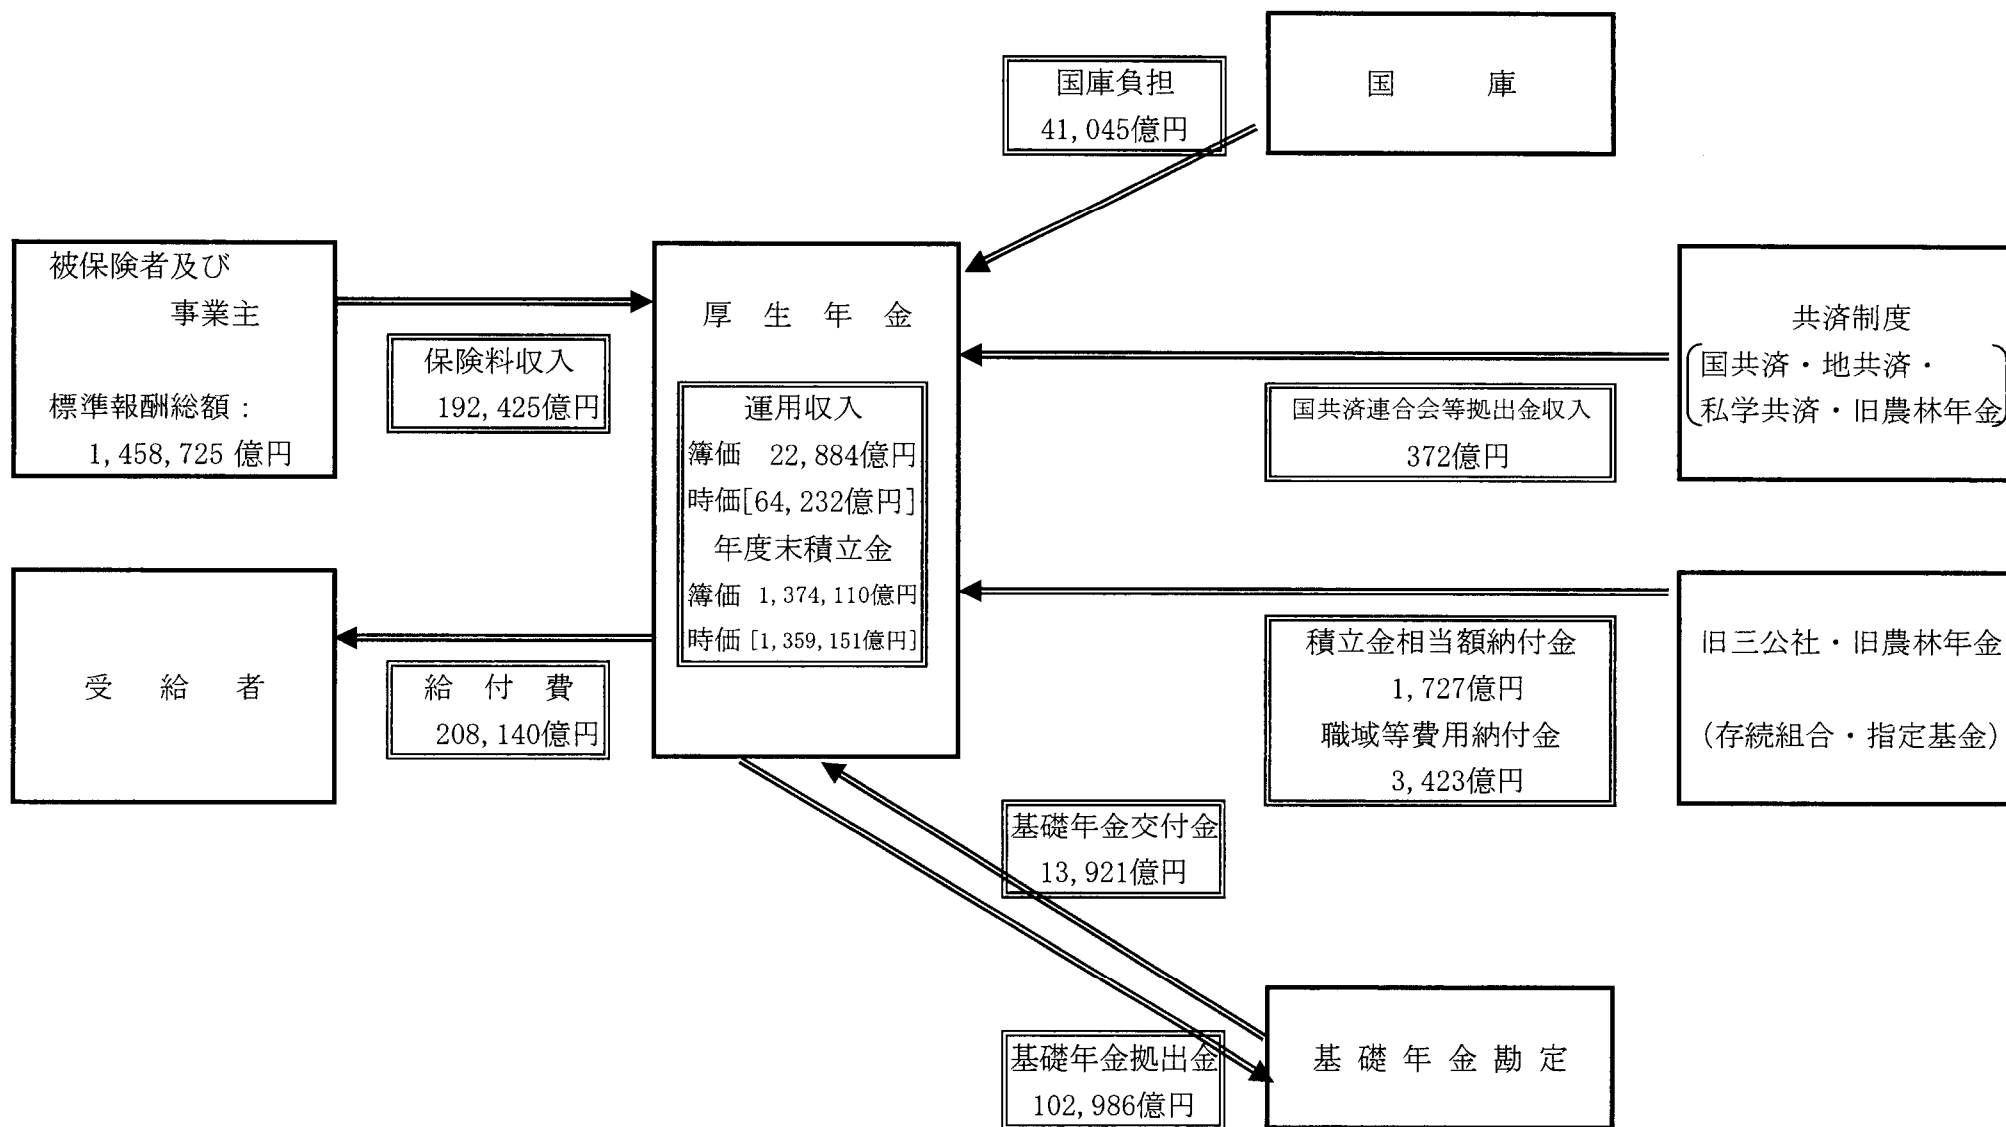 国　庫
国庫負担
41,045億円
被保険者及び
事業主
標準報酬総額：
1,458,725 億円
保険料収入
192,425億円
厚 生 年 金
運用収入
簿価 22,884億円
時価[64,232億円]
年度末積立金
簿価 1,374,110億円
時価 [1,359,151億円]
共済制度
国共済・地共済・
私学共済・旧農林年金
国共済連合会等拠出金収入
372億円
受 給 者
給 付 費
208,140億円
積立金相当額納付金
1,727億円
職域等費用納付金
3,423億円
旧三公社・旧農林年金
(存続組合・指定基金)
基礎年金交付金
13,921億円
基礎年金拠出金
102,986億円
基 礎 年 金 勘 定